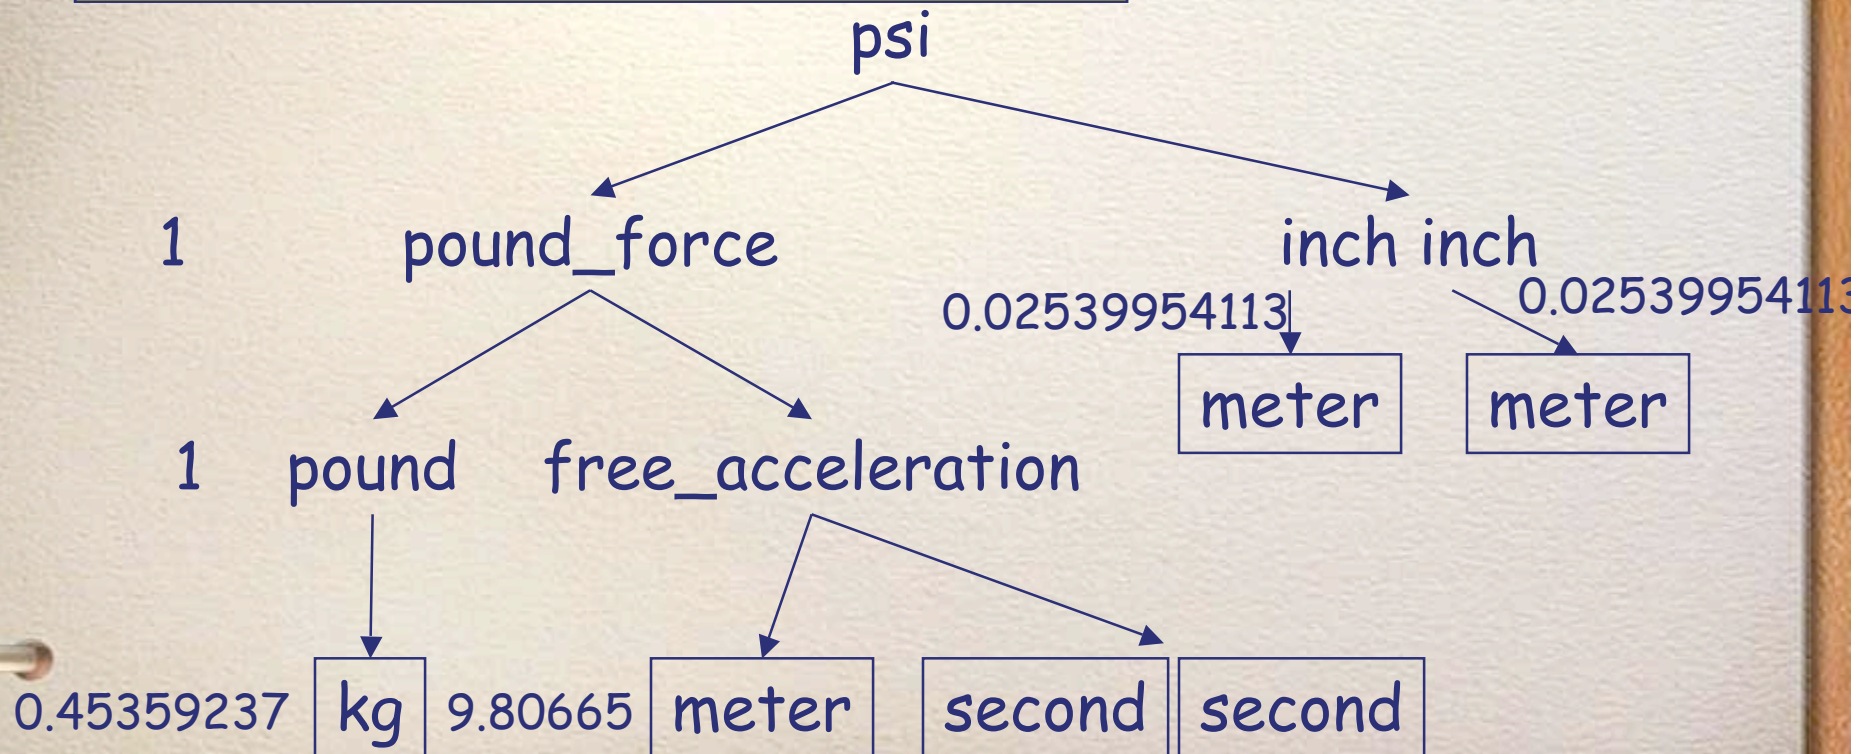 psi
1 pound_force inch inch
0.02539954113 0.02539954113
meter meter
1 pound free_acceleration
0.45359237 kg 9.80665 meter second second